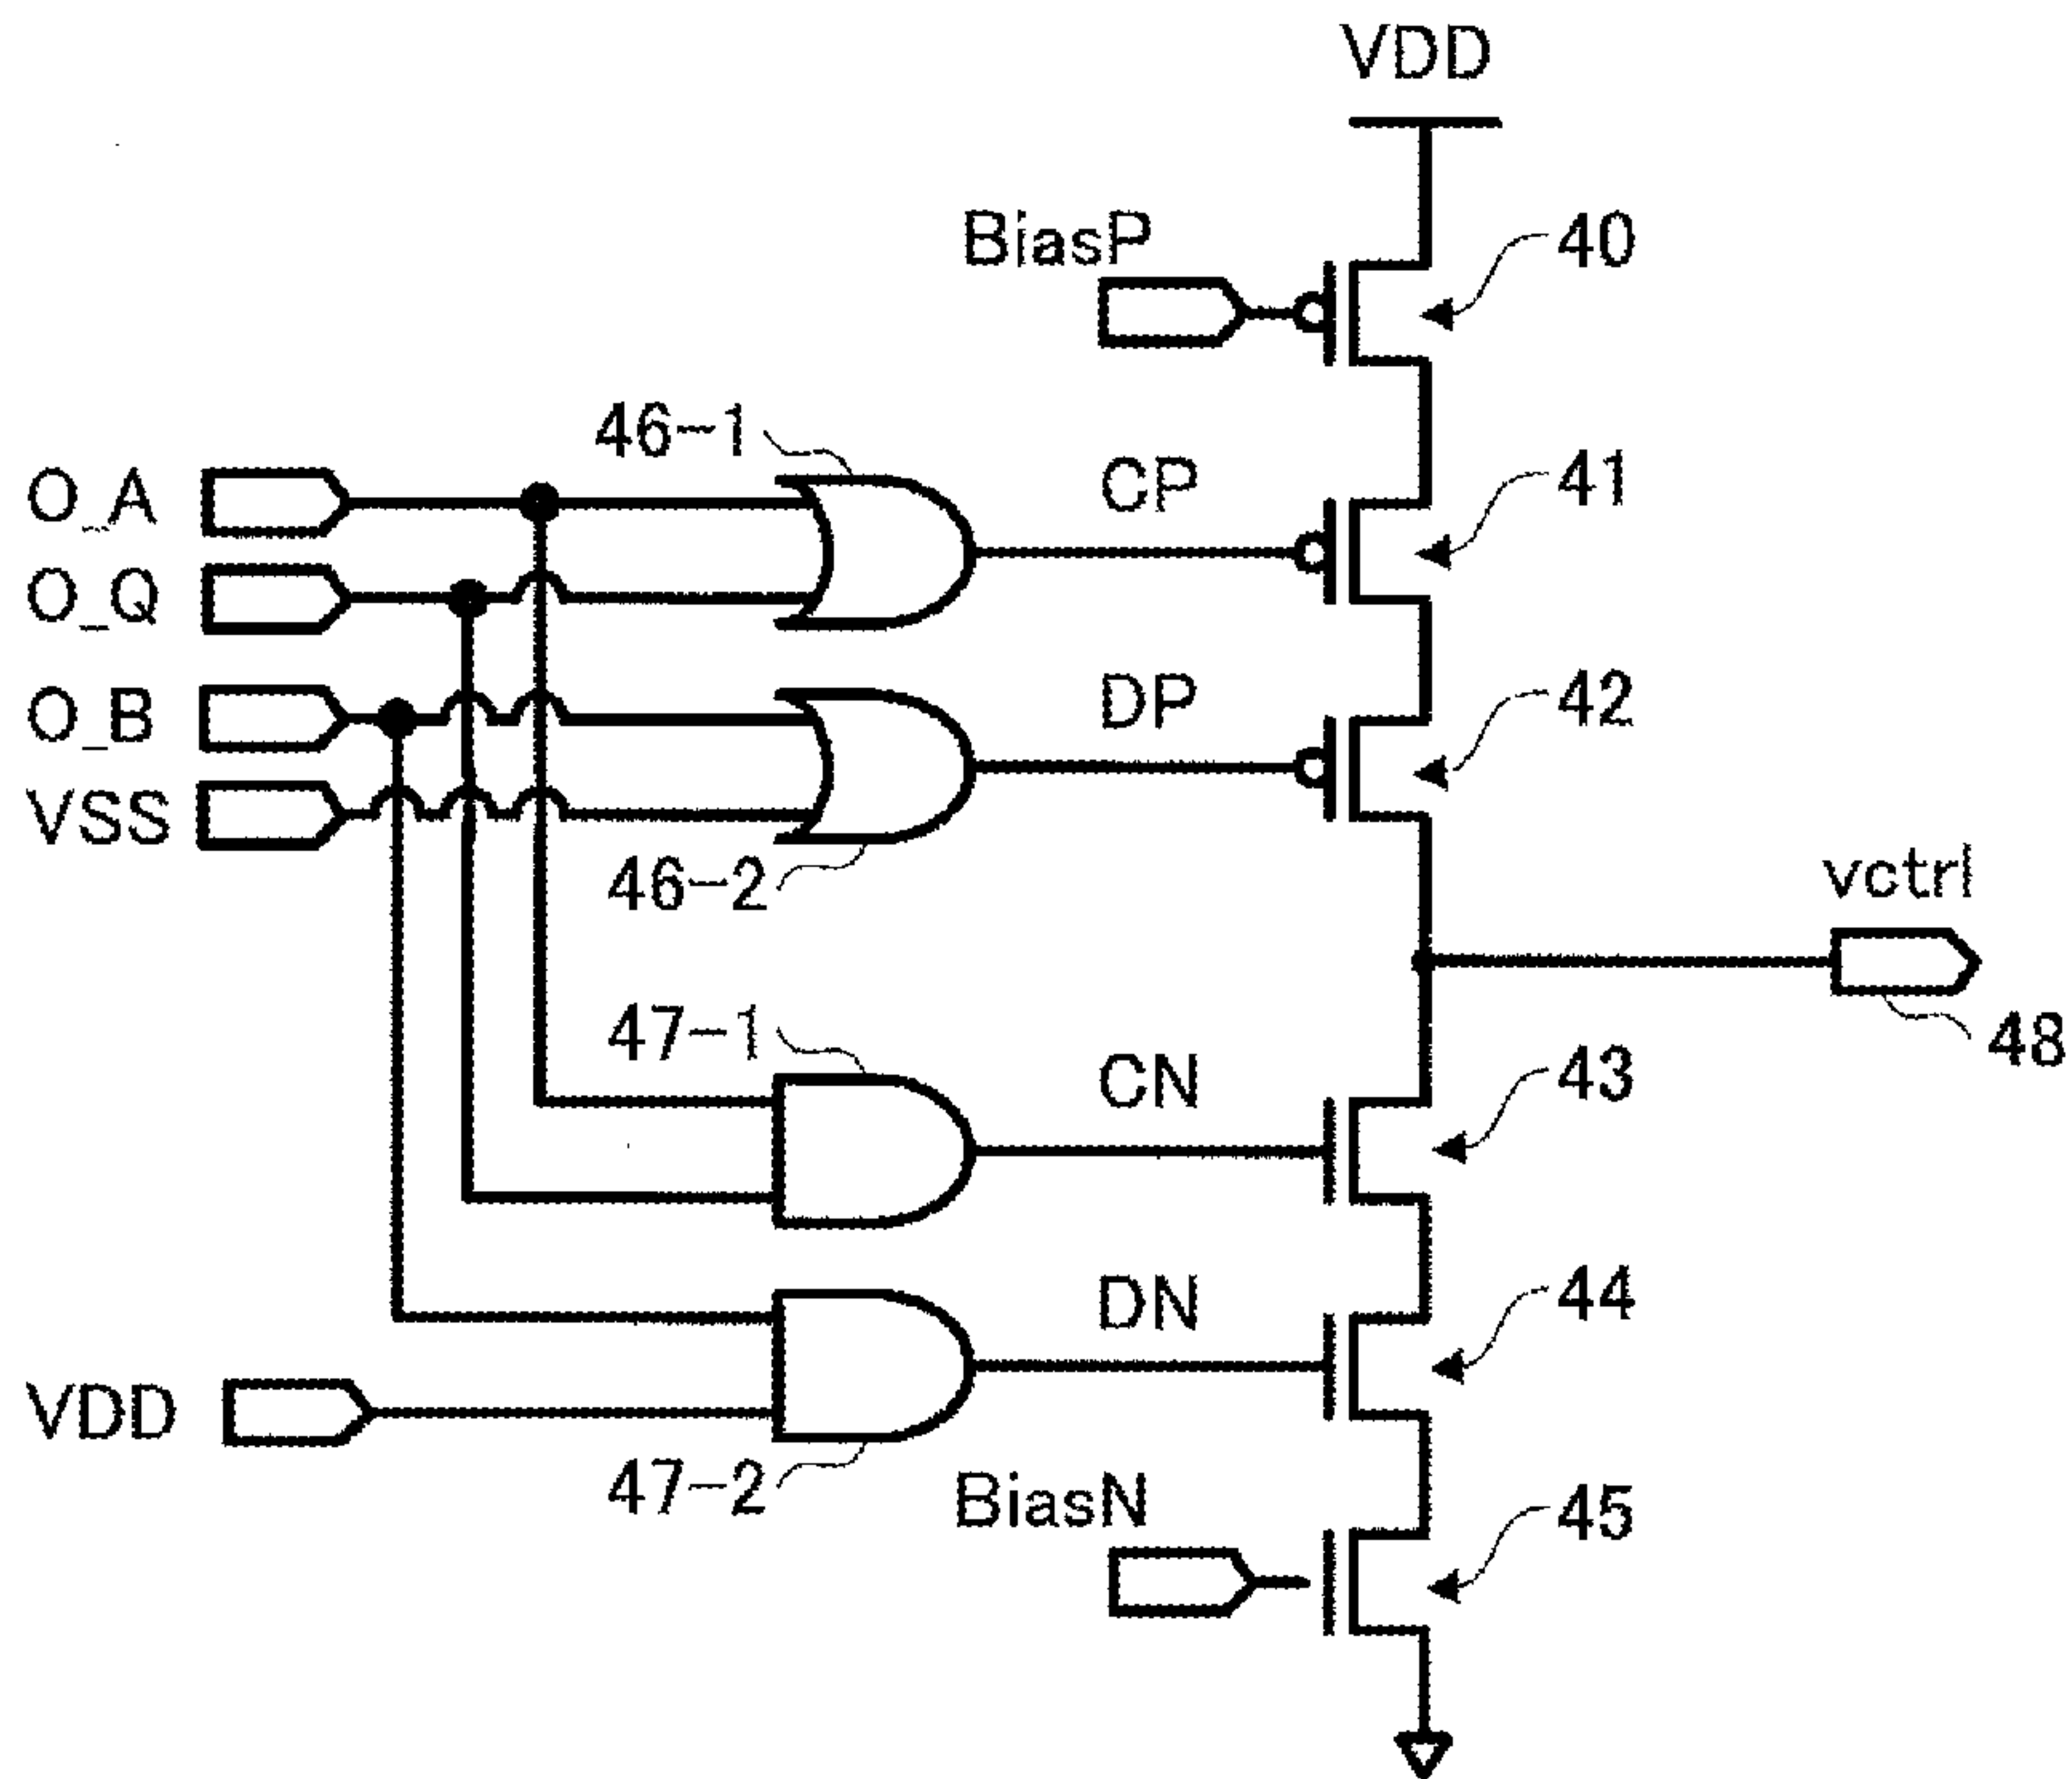 VDD
BiasP
40
46-1
CP
41
O_A
O_Q
DP
42
O_B
VSS
46-2
vctrl
48
47-1
CN
43
DN
44
VDD
47-2
BiasN
45